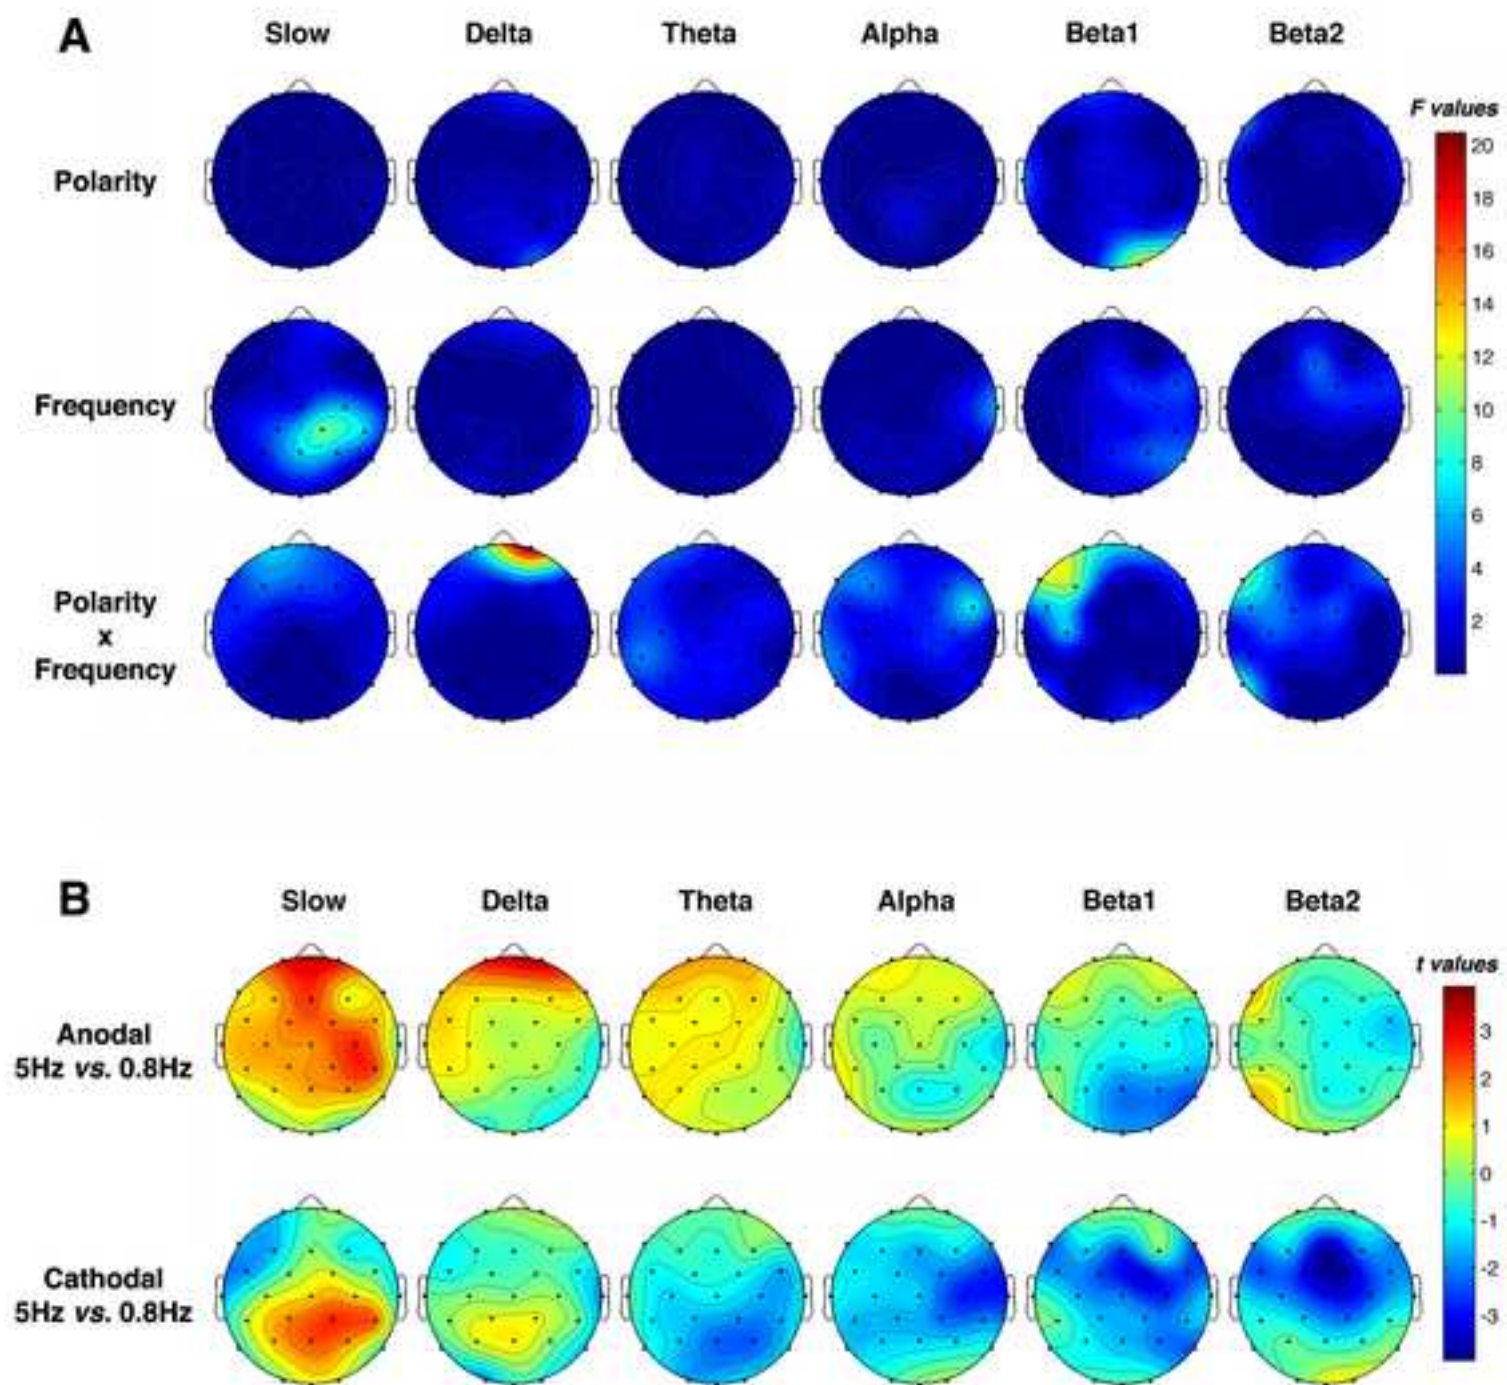 A
Slow Delta Theta Alpha Beta1 Beta2
F values
Polarity
Frequency
Polarity
x
Frequency
20
18
16
14
12
10
8
6
4
2
B
Slow Delta Theta Alpha Beta1 Beta2
t values
Anodal
5Hz vs. 0.8Hz
Cathodal
5Hz vs. 0.8Hz
3
2
1
0
-1
-2
-3